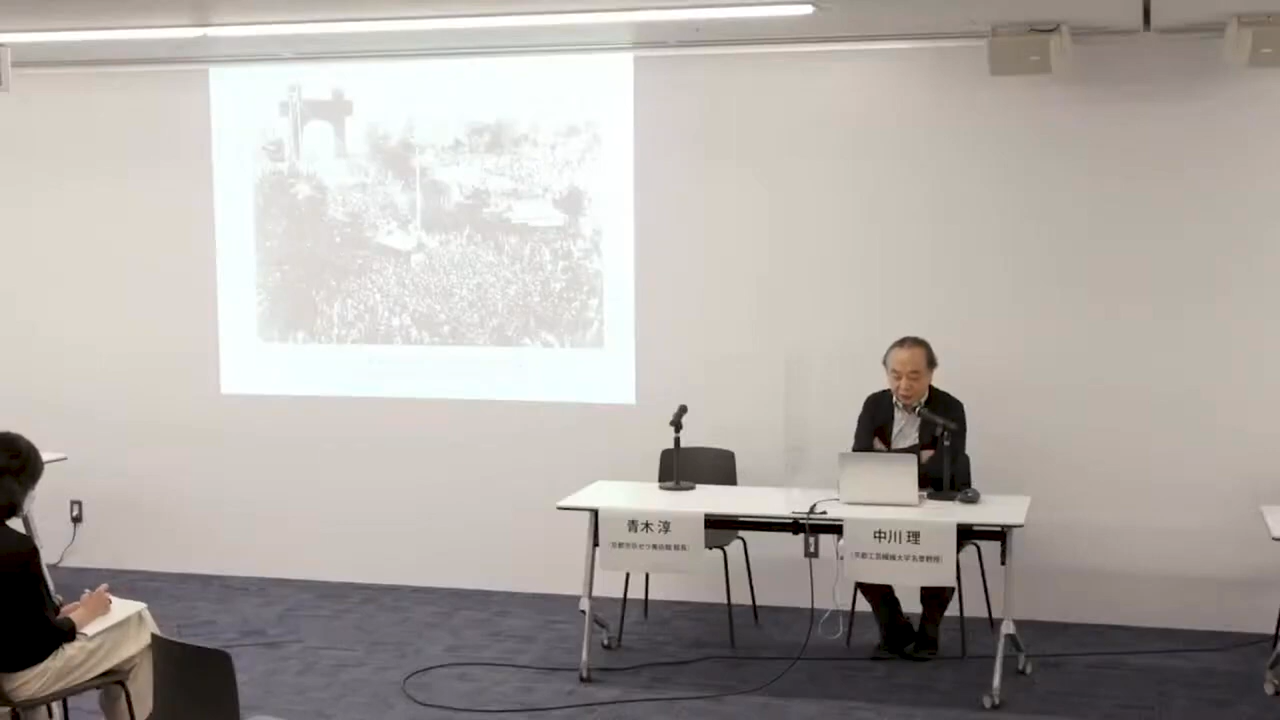 青木 淳
(京都市京セラ美術館 館長)
中川 理
(京都工芸繊維大学名誉教授)